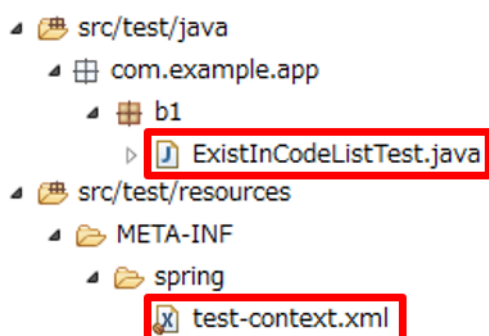 src/test/java
com.example.app
b1
ExistInCodeListTest.java
src/test/resources
META-INF
spring
test-context.xml